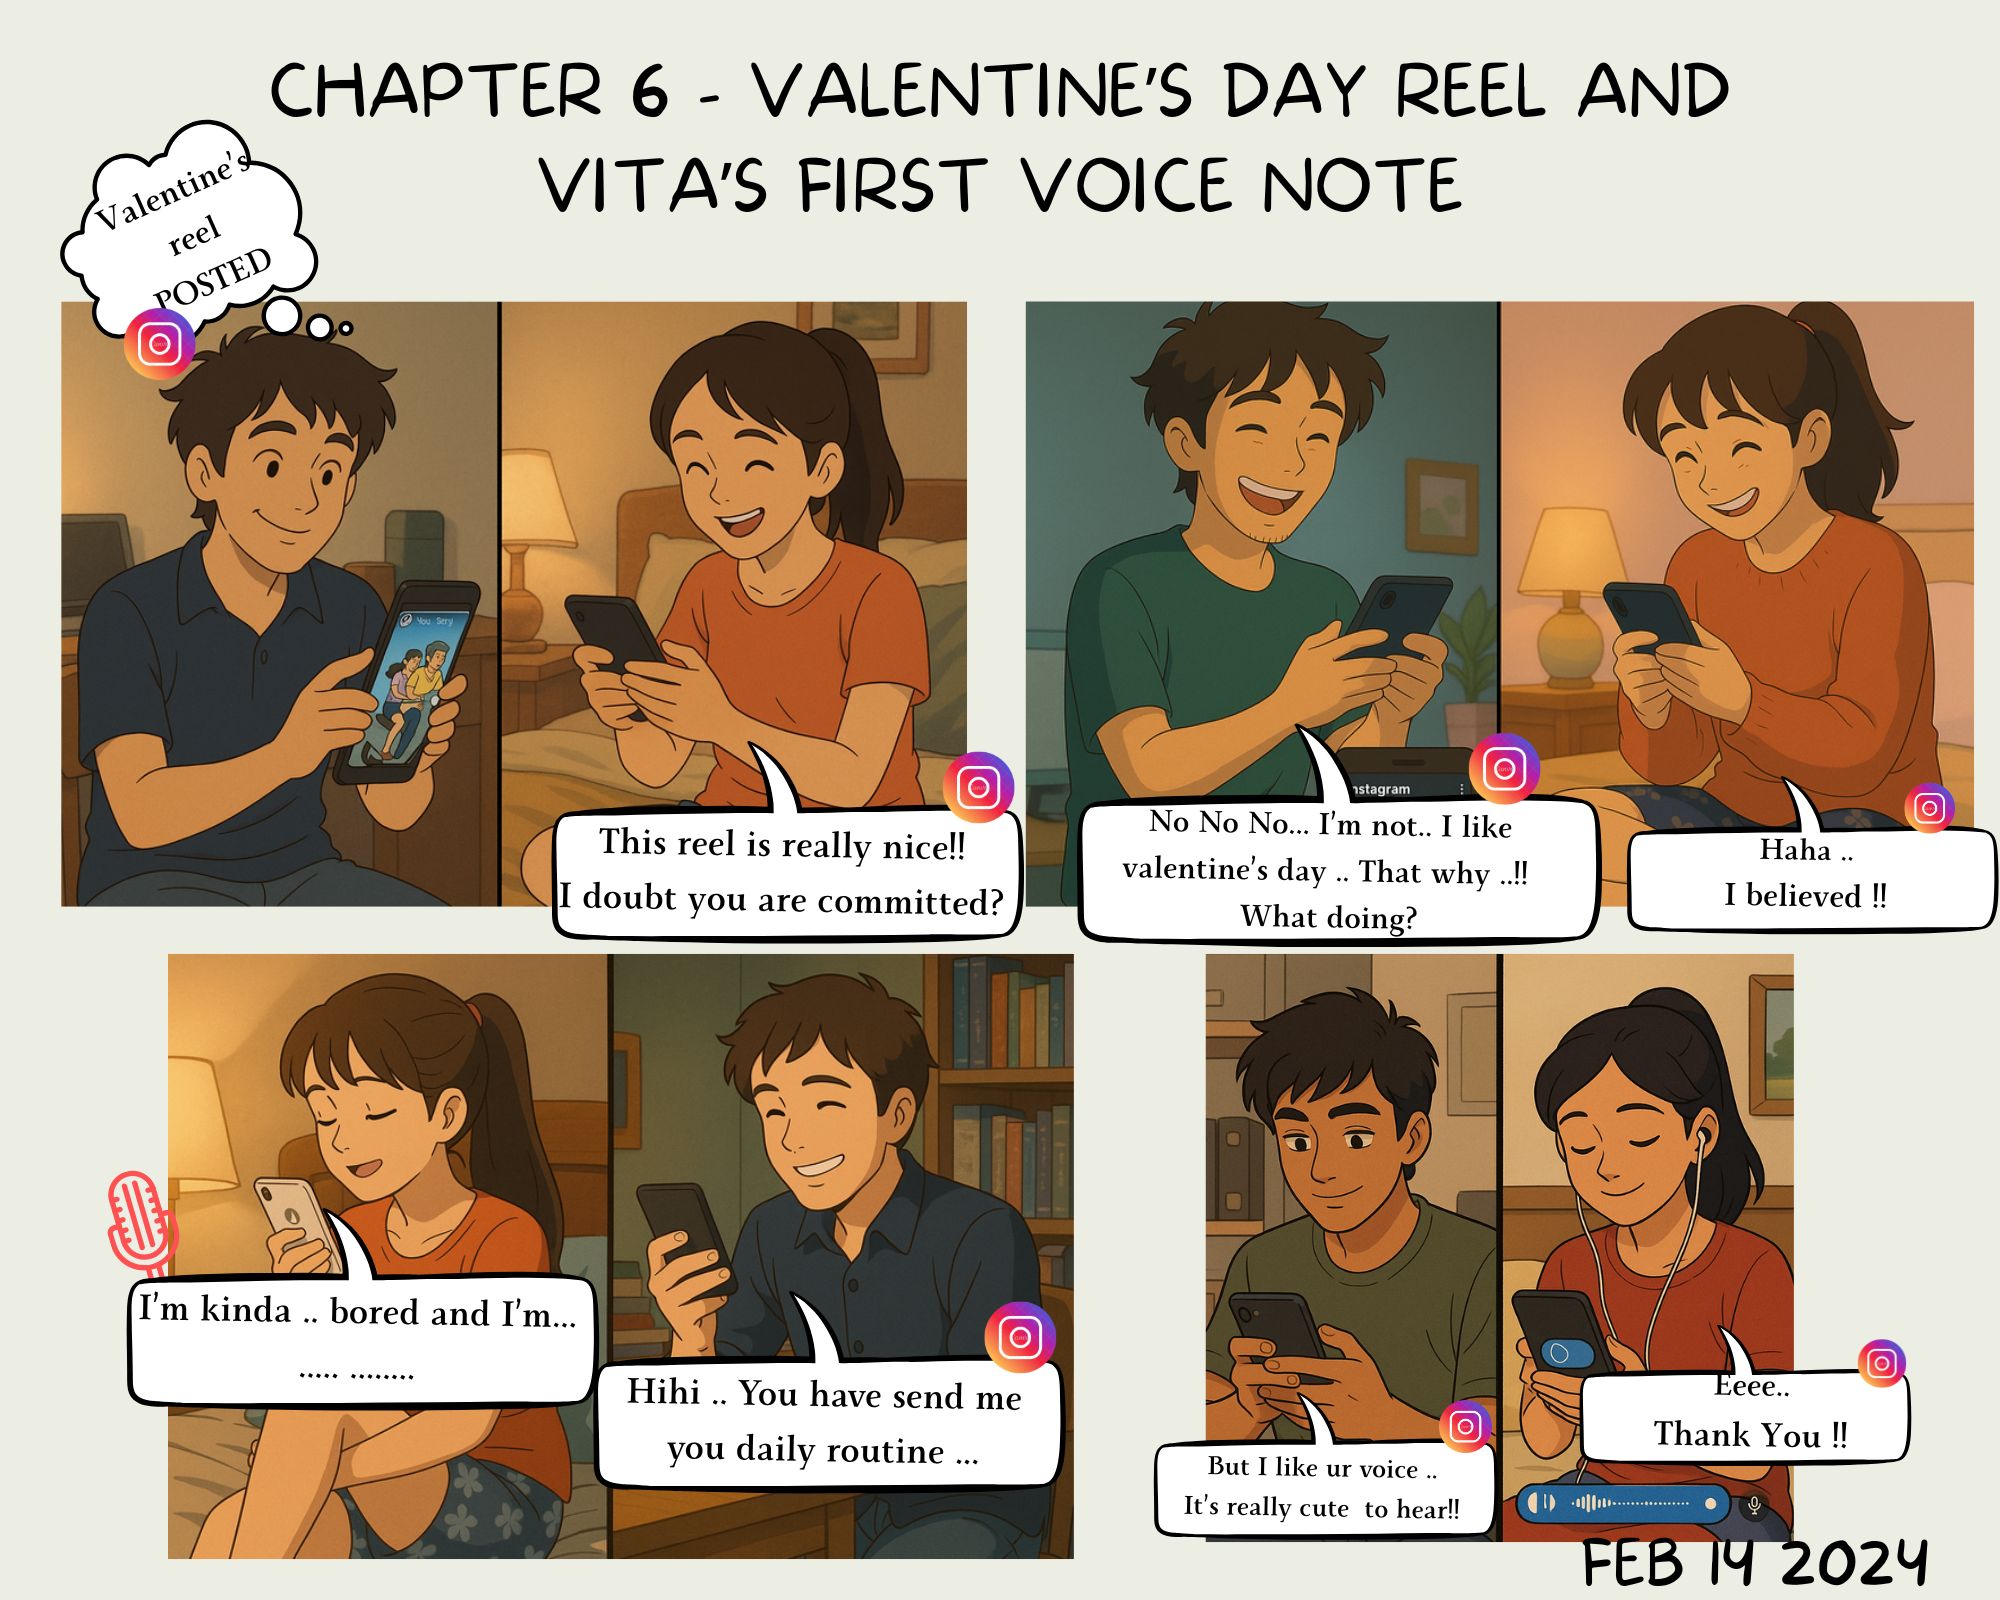 CHAPTER 6 - VALENTINE'S DAY REEL AND
VITA'S FIRST VOICE NOTE
Valentine's
reel
POSTED
You Sery
This reel is really nice!!
I doubt you are committed?
nstagram
No No No... I'm not.. I like
valentine's day .. That why ..!!
What doing?
Haha ..
I believed !!
I'm kinda .. bored and I'm...
..... ........
Hihi .. You have send me
you daily routine ...
But I like ur voice ..
It's really cute to hear!!
Eeee..
Thank You !!
FEB 14 2024